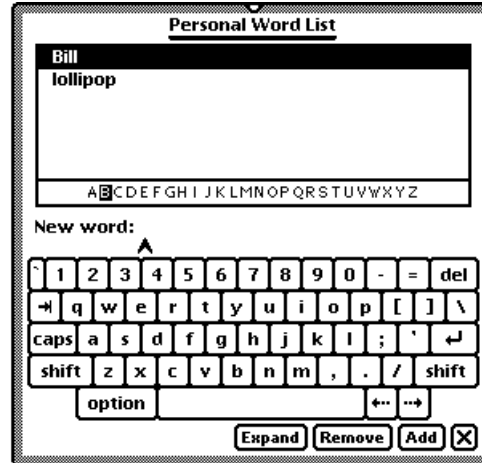 Personal Word List
Bill
lollipop
A B C D E F G H I J K L M N O P Q R S T U V W X Y Z
New word:
` 1 2 3 4 5 6 7 8 9 0 - = del
⇥ q w e r t y u i o p [ ] \
caps a s d f g h j k l ; ' ↵
shift z x c v b n m , . / shift
option ⇠ ⇢
Expand Remove Add X